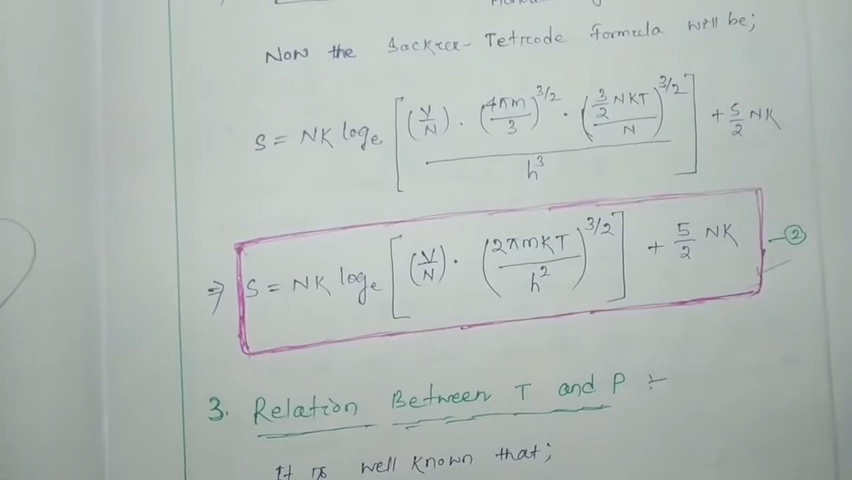 Now the Sackur-Tetrode formula will be;
S = NK logₑ [ (V/N) · (4πm/3)^3/2 · (3/2 NKT / N)^3/2 / h³ ] + 5/2 NK
⇒ S = NK logₑ [ (V/N) · (2πmKT / h²)^3/2 ] + 5/2 NK — ②
3. Relation Between T and P :-
It is well known that;